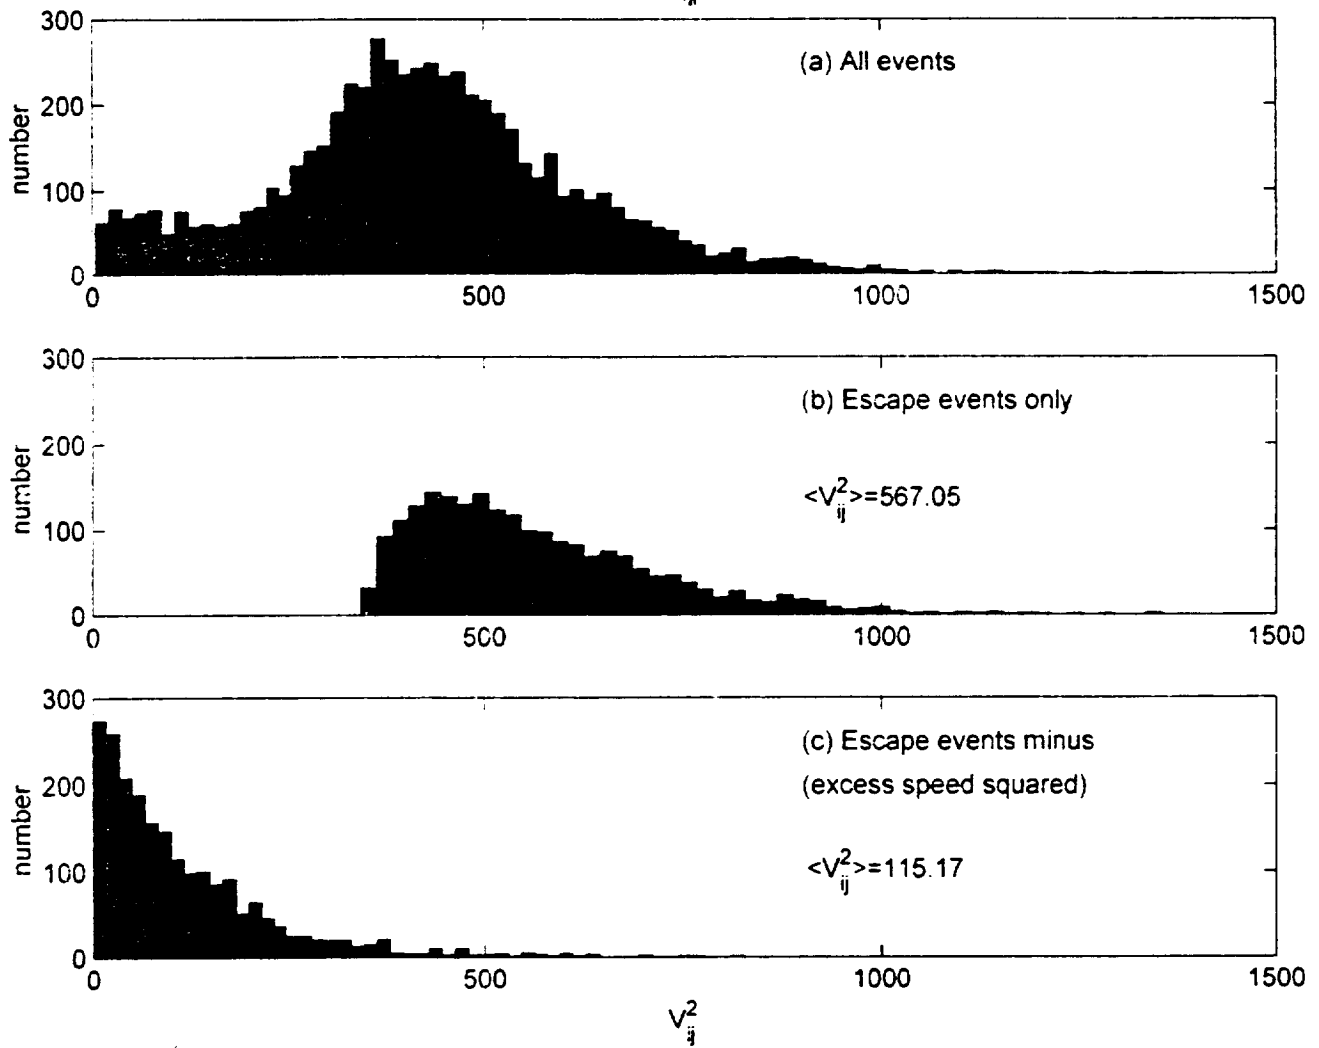 300
(a) All events
200
number
100
0
0 500 1000 1500
300
(b) Escape events only
200
number
<V²ij>=567.05
100
0
0 500 1000 1500
300
(c) Escape events minus
(excess speed squared)
200
number
<V²ij>=115.17
100
0
0 500 1000 1500
V²ij